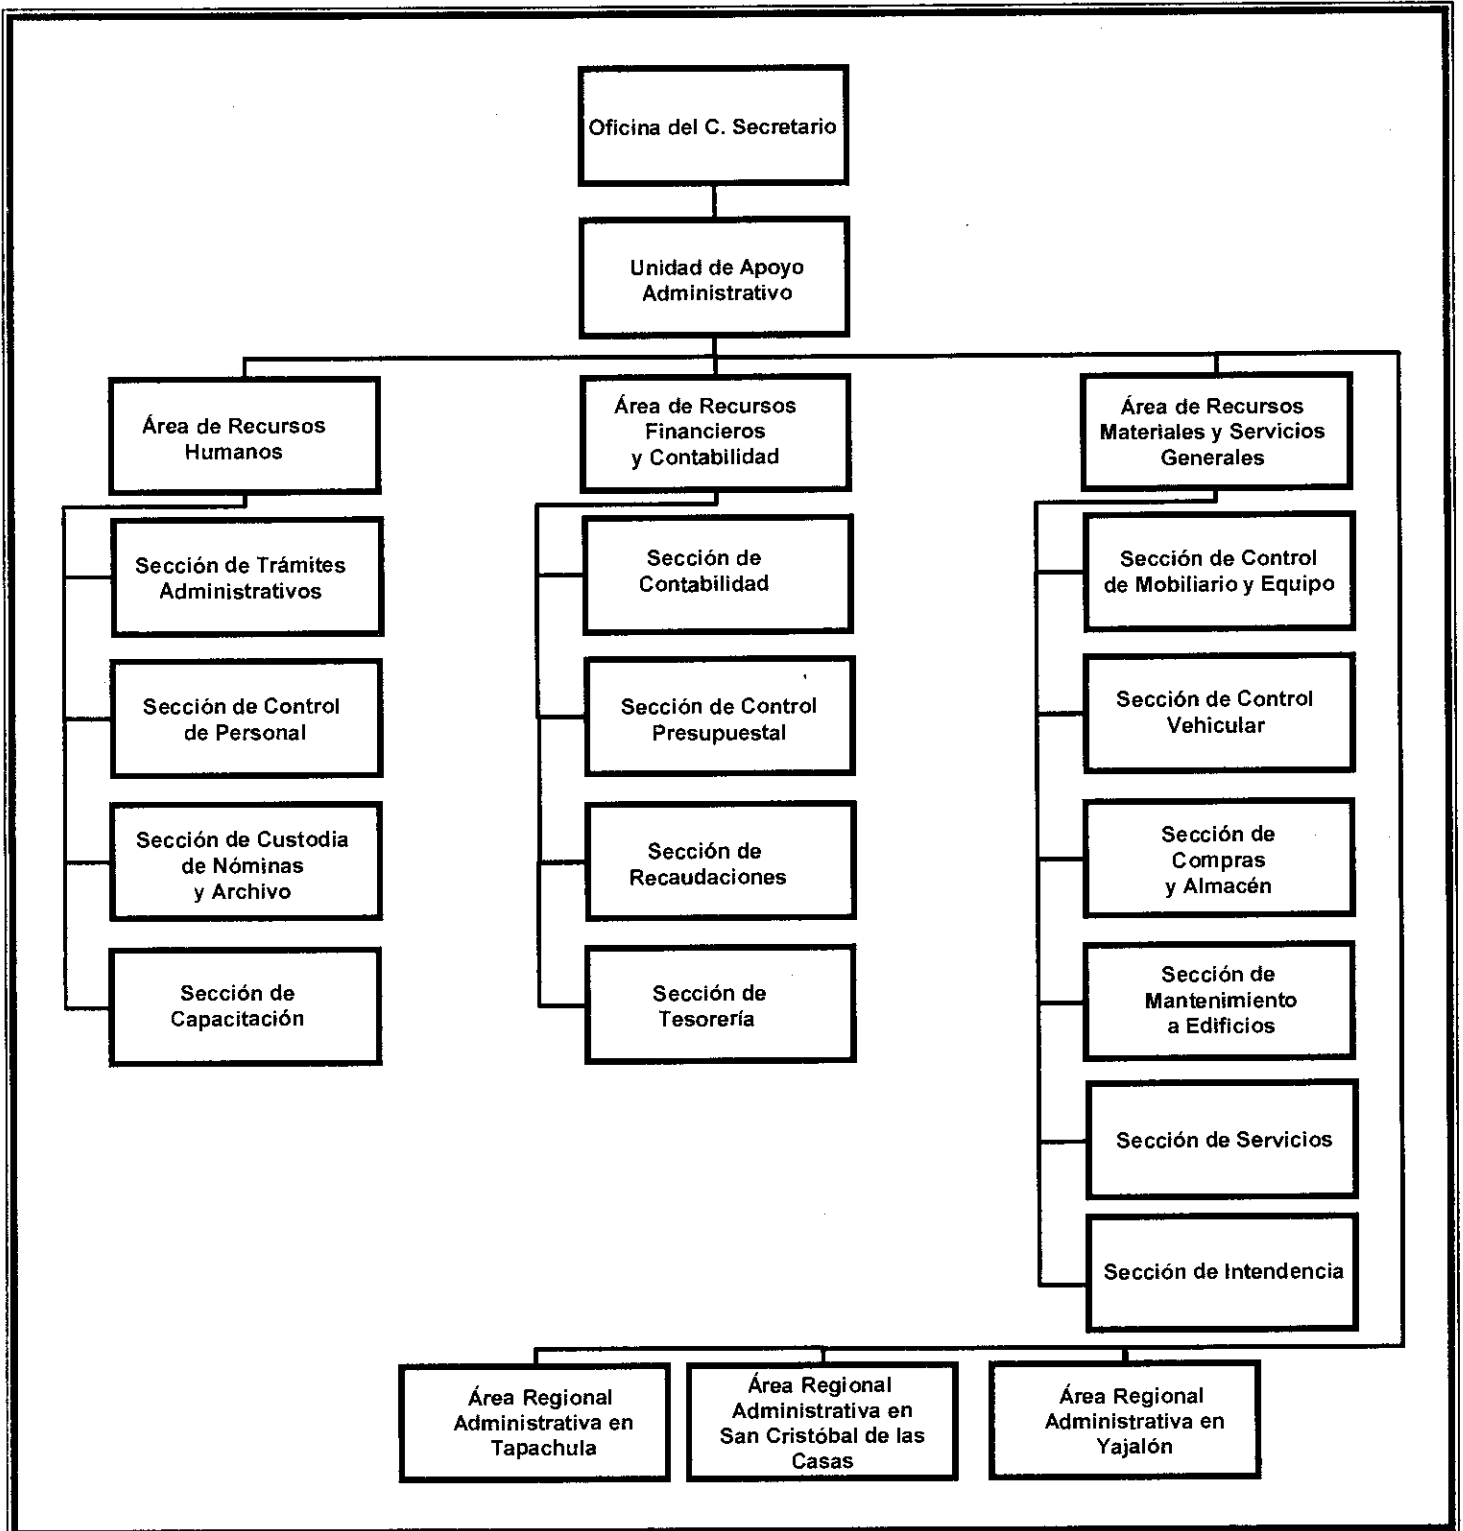 Oficina del C. Secretario
Unidad de Apoyo
Administrativo
Área de Recursos
Humanos
Área de Recursos
Financieros
y Contabilidad
Área de Recursos
Materiales y Servicios
Generales
Sección de Trámites
Administrativos
Sección de Control
de Personal
Sección de Custodia
de Nóminas
y Archivo
Sección de
Capacitación
Sección de
Contabilidad
Sección de Control
Presupuestal
Sección de
Recaudaciones
Sección de
Tesorería
Sección de Control
de Mobiliario y Equipo
Sección de Control
Vehicular
Sección de
Compras
y Almacén
Sección de
Mantenimiento
a Edificios
Sección de Servicios
Sección de Intendencia
Área Regional
Administrativa en
Tapachula
Área Regional
Administrativa en
San Cristóbal de las
Casas
Área Regional
Administrativa en
Yajalón